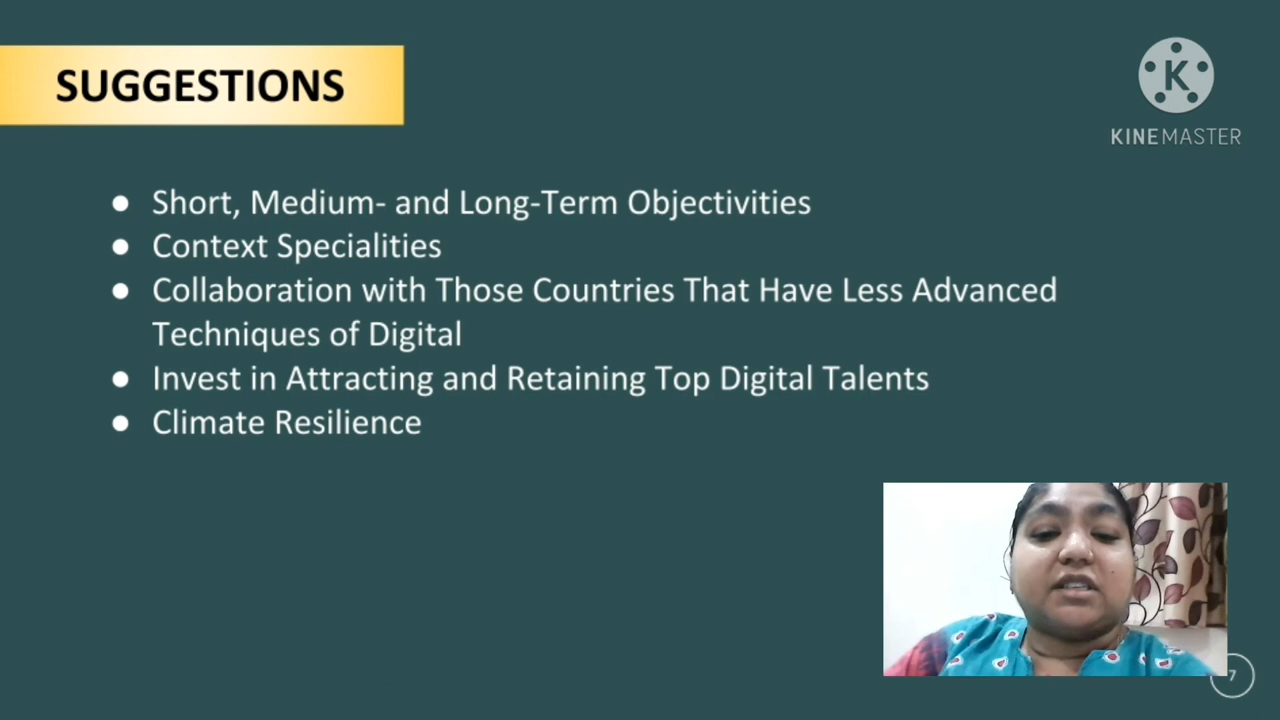 SUGGESTIONS
K
KINEMASTER
● Short, Medium- and Long-Term Objectivities
● Context Specialities
● Collaboration with Those Countries That Have Less Advanced
Techniques of Digital
● Invest in Attracting and Retaining Top Digital Talents
● Climate Resilience
7